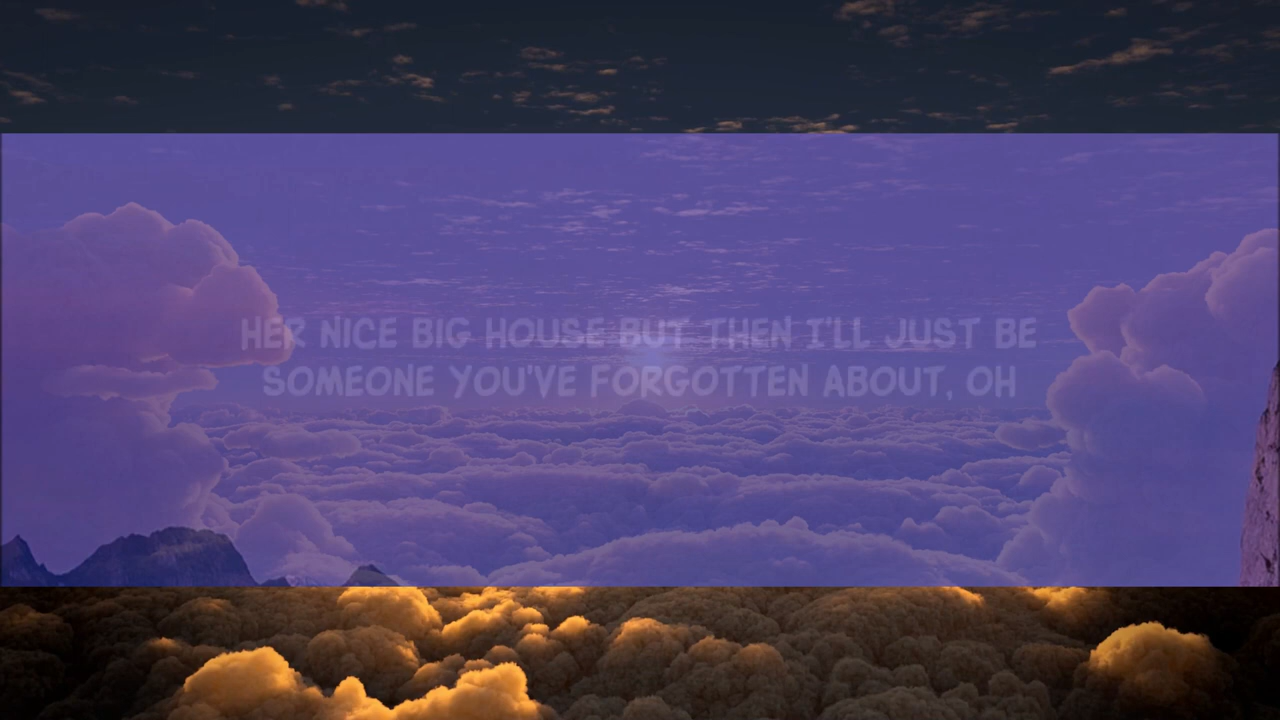 HER NICE BIG HOUSE BUT THEN I'LL JUST BE
SOMEONE YOU'VE FORGOTTEN ABOUT, OH